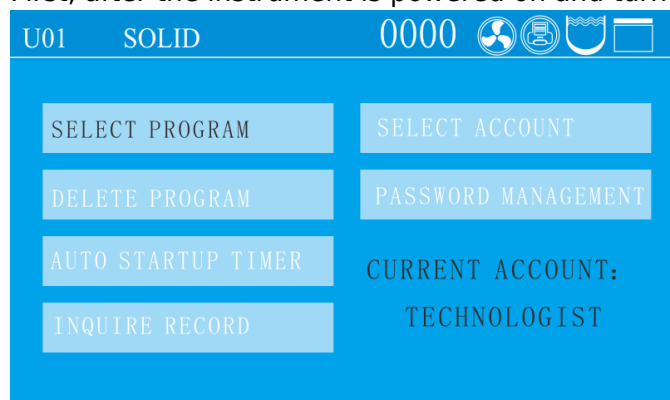 First, after the instrument is powered on and turn
U01 SOLID 0000
SELECT PROGRAM
SELECT ACCOUNT
DELETE PROGRAM
PASSWORD MANAGEMENT
AUTO STARTUP TIMER
CURRENT ACCOUNT:
INQUIRE RECORD
TECHNOLOGIST